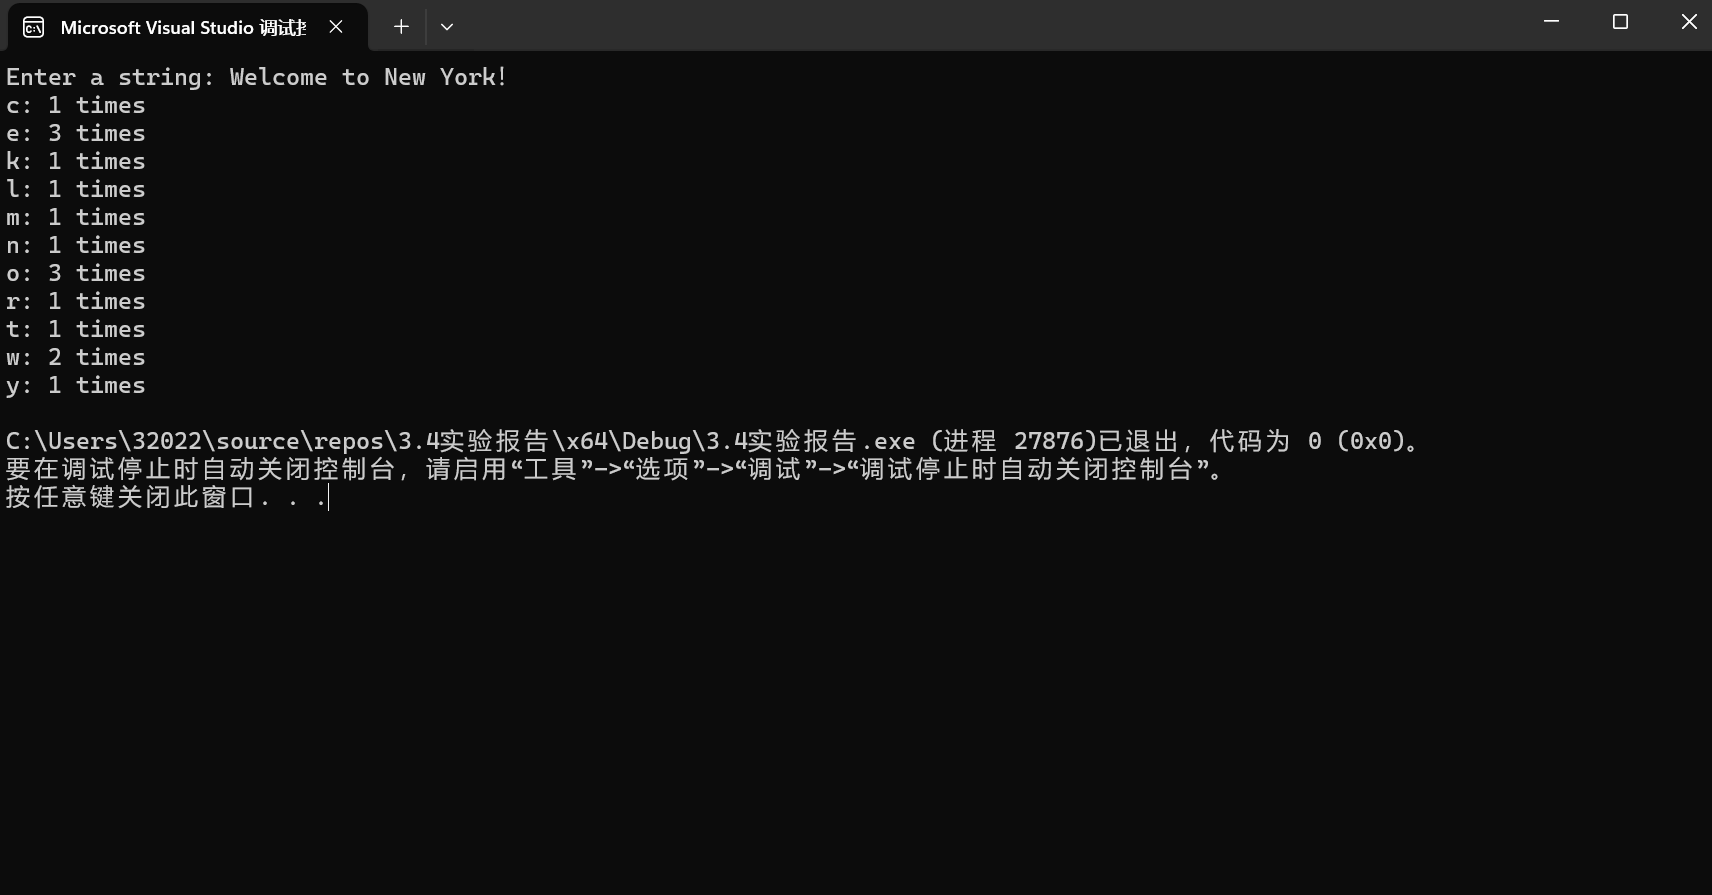 Microsoft Visual Studio 调试
Enter a string: Welcome to New York!
c: 1 times
e: 3 times
k: 1 times
l: 1 times
m: 1 times
n: 1 times
o: 3 times
r: 1 times
t: 1 times
w: 2 times
y: 1 times
C:\Users\32022\source\repos\3.4实验报告\x64\Debug\3.4实验报告.exe (进程 27876)已退出，代码为 0 (0x0)。
要在调试停止时自动关闭控制台，请启用“工具”->“选项”->“调试”->“调试停止时自动关闭控制台”。
按任意键关闭此窗口. . .